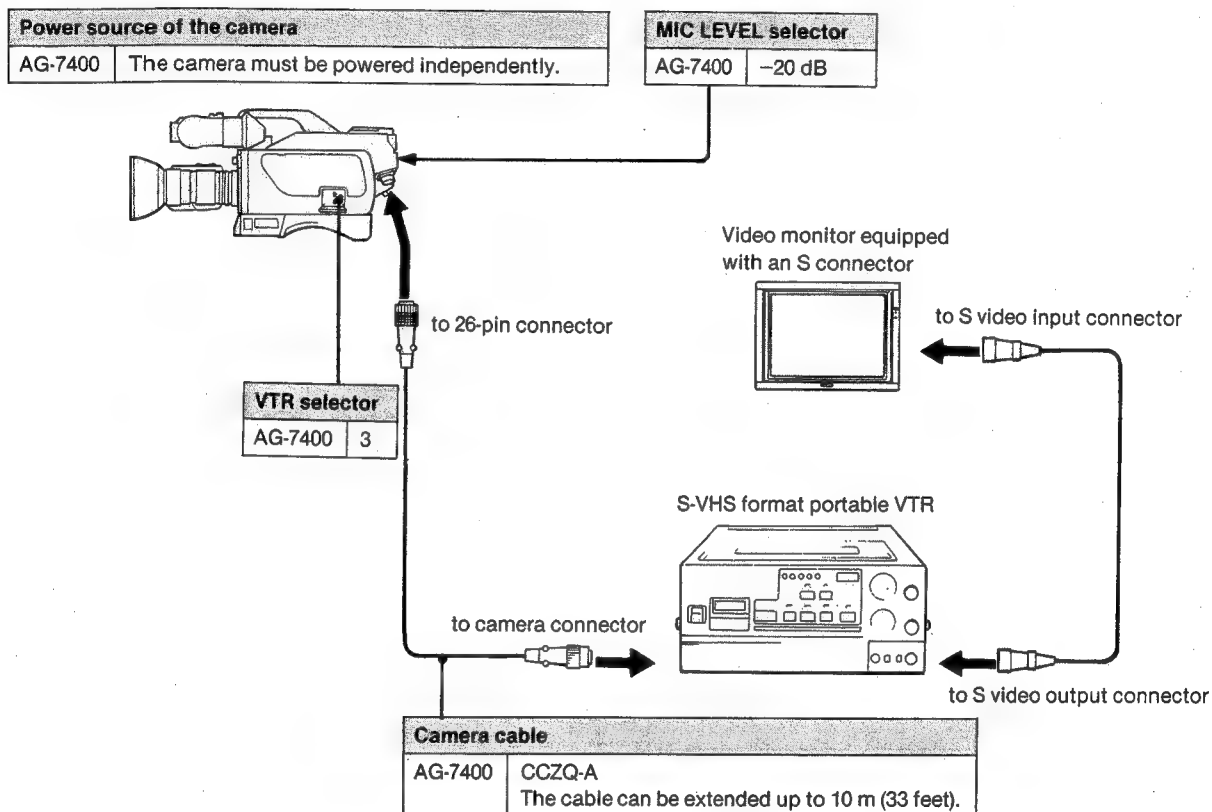 Power source of the camera
AG-7400 The camera must be powered independently.
MIC LEVEL selector
AG-7400 −20 dB
Video monitor equipped
with an S connector
to S video input connector
to 26-pin connector
VTR selector
AG-7400 3
S-VHS format portable VTR
to camera connector
to S video output connector
Camera cable
AG-7400 CCZQ-A
The cable can be extended up to 10 m (33 feet).